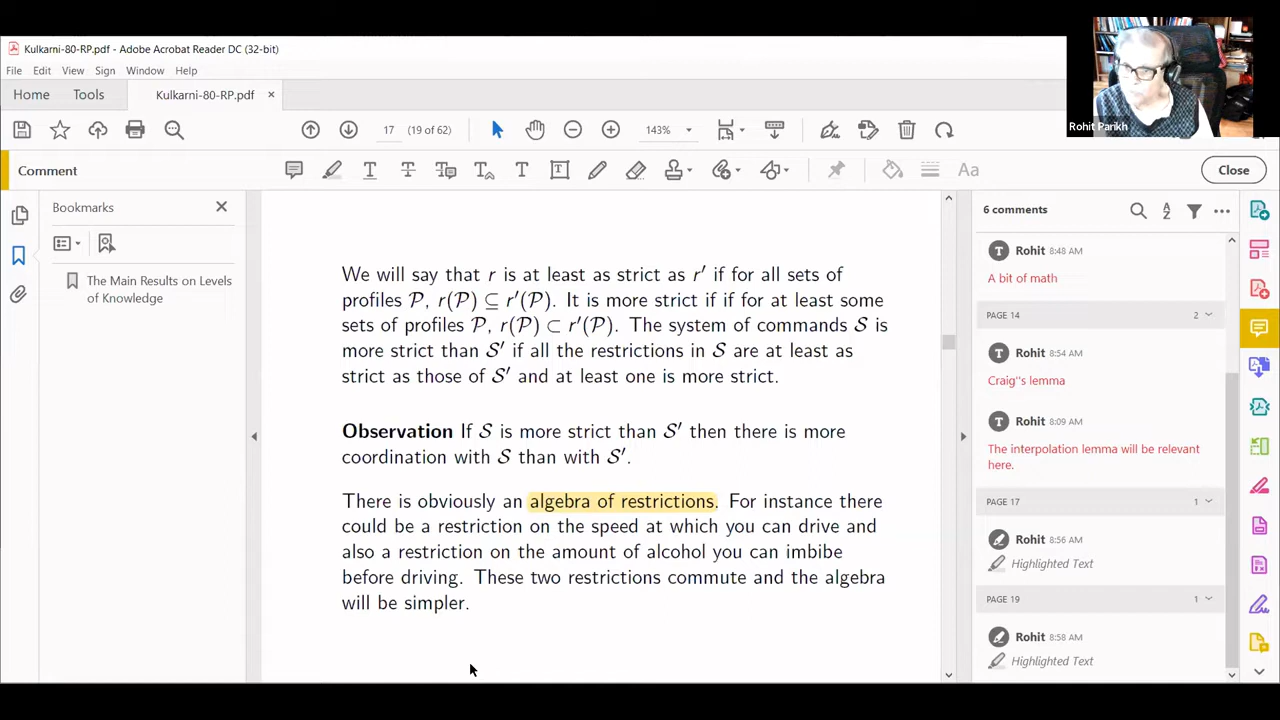 Kulkarni-80-RP.pdf - Adobe Acrobat Reader DC (32-bit)
File Edit View Sign Window Help
Home Tools Kulkarni-80-RP.pdf ×
17 (19 of 62) 143%
Comment Close
Bookmarks
The Main Results on Levels
of Knowledge
We will say that r is at least as strict as r′ if for all sets of
profiles 𝒫, r(𝒫) ⊆ r′(𝒫). It is more strict if if for at least some
sets of profiles 𝒫, r(𝒫) ⊂ r′(𝒫). The system of commands 𝒮 is
more strict than 𝒮′ if all the restrictions in 𝒮 are at least as
strict as those of 𝒮′ and at least one is more strict.
Observation If 𝒮 is more strict than 𝒮′ then there is more
coordination with 𝒮 than with 𝒮′.
There is obviously an algebra of restrictions. For instance there
could be a restriction on the speed at which you can drive and
also a restriction on the amount of alcohol you can imbibe
before driving. These two restrictions commute and the algebra
will be simpler.
6 comments
T Rohit 8:48 AM
A bit of math
PAGE 14 2
T Rohit 8:54 AM
Craig''s lemma
T Rohit 8:09 AM
The interpolation lemma will be relevant
here.
PAGE 17 1
Rohit 8:56 AM
Highlighted Text
PAGE 19 1
Rohit 8:58 AM
Highlighted Text
Rohit Parikh